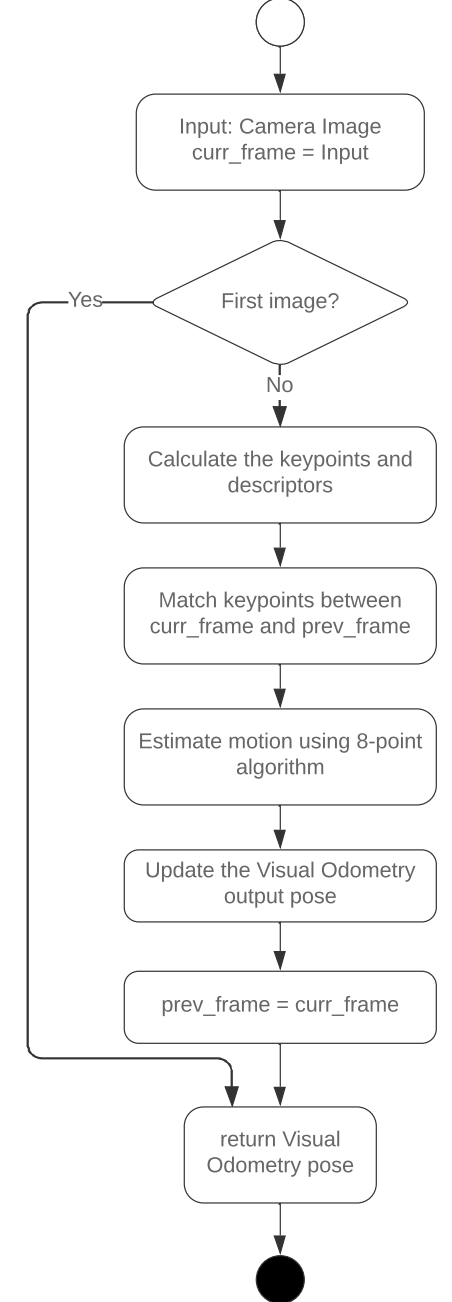 Input: Camera Image
curr_frame = Input
First image?
Yes
No
Calculate the keypoints and
descriptors
Match keypoints between
curr_frame and prev_frame
Estimate motion using 8-point
algorithm
Update the Visual Odometry
output pose
prev_frame = curr_frame
return Visual
Odometry pose